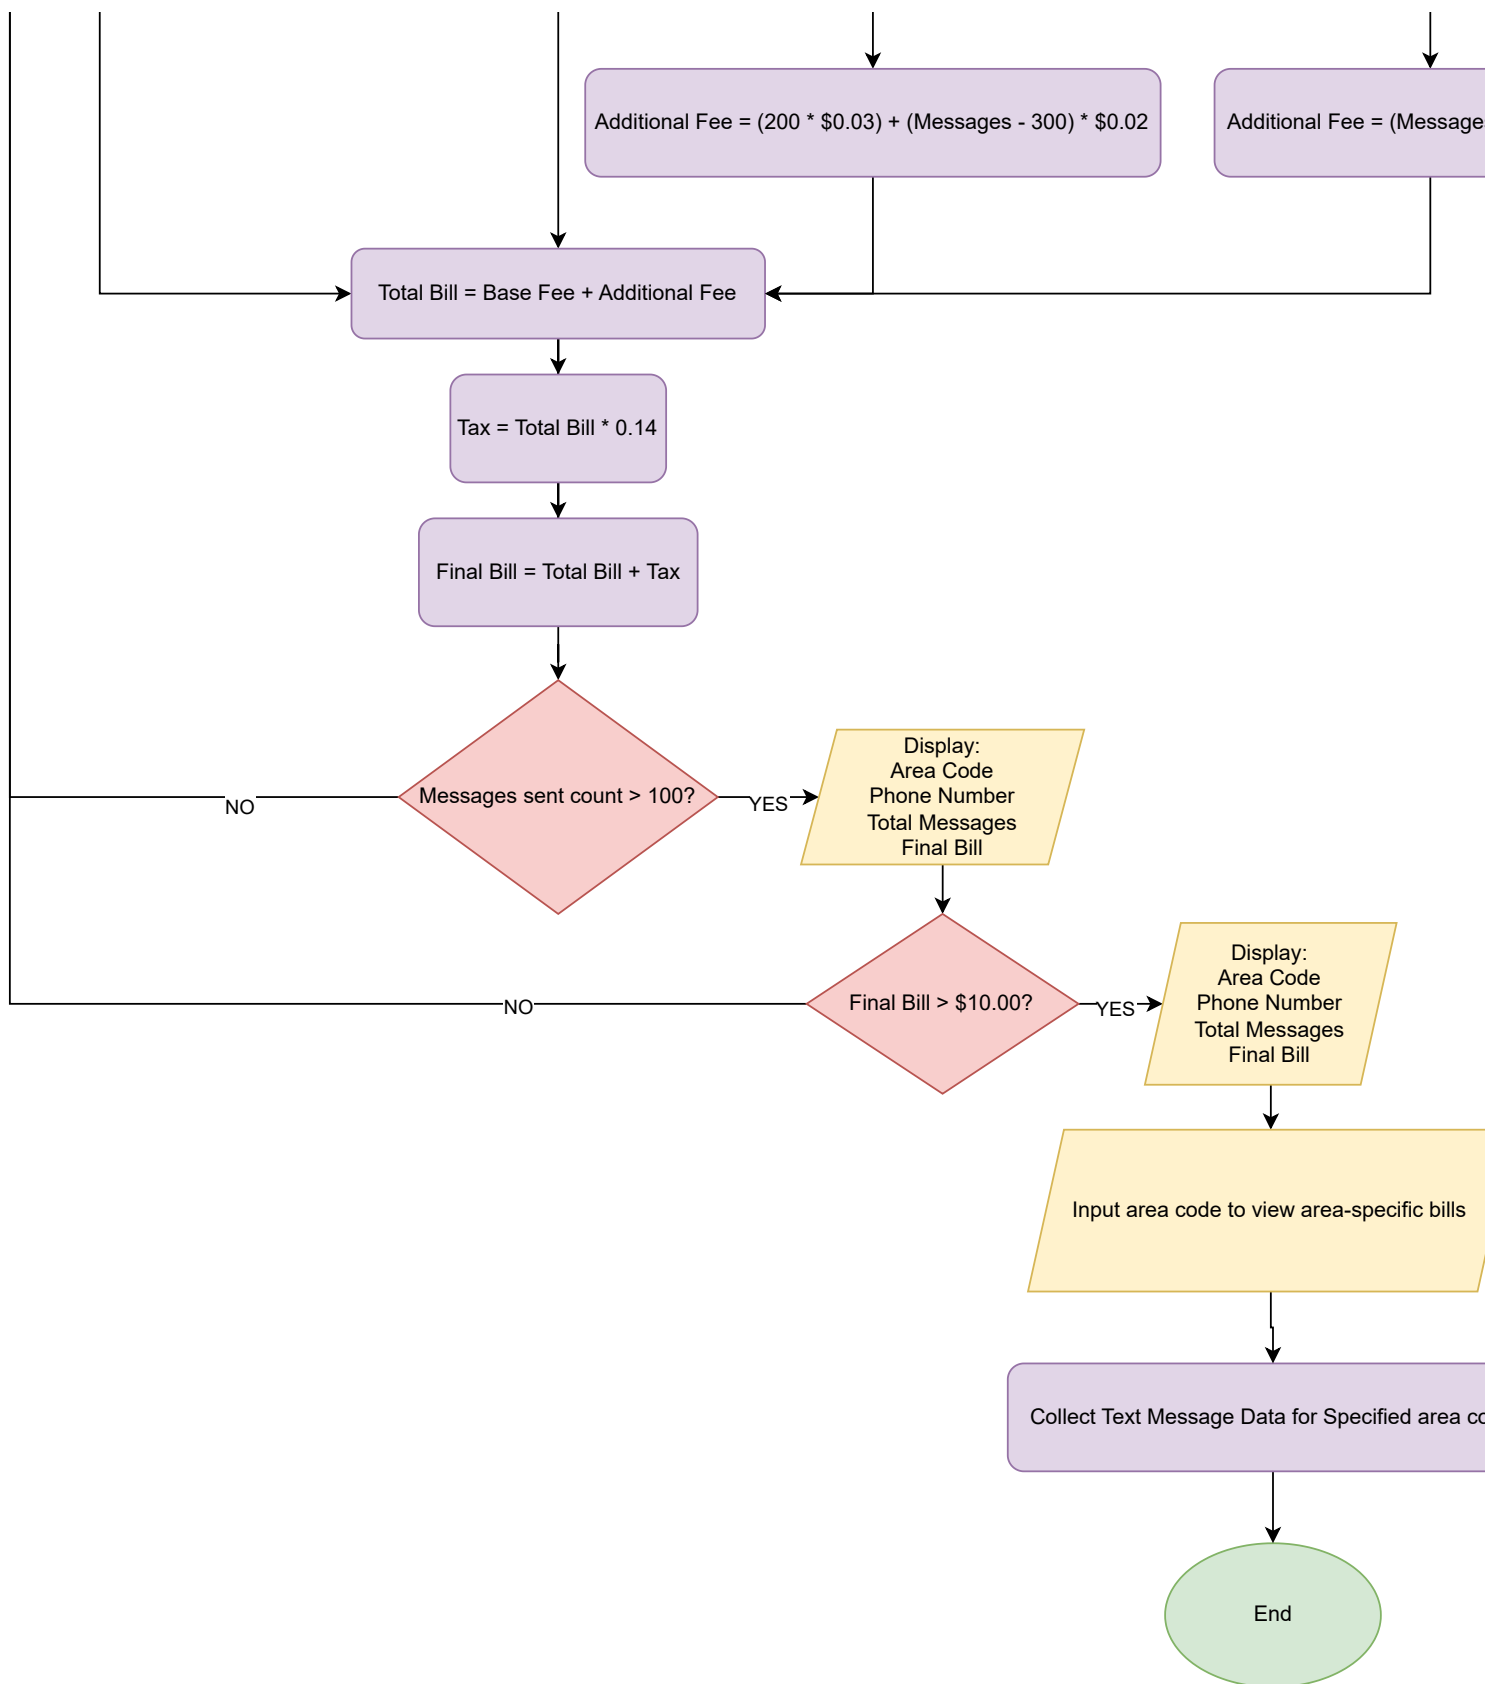 Additional Fee = (200 * $0.03) + (Messages - 300) * $0.02
Additional Fee = (Messages
Total Bill = Base Fee + Additional Fee
Tax = Total Bill * 0.14
Final Bill = Total Bill + Tax
Messages sent count > 100?
NO
YES
Display:
Area Code
Phone Number
Total Messages
Final Bill
Final Bill > $10.00?
NO
YES
Display:
Area Code
Phone Number
Total Messages
Final Bill
Input area code to view area-specific bills
Collect Text Message Data for Specified area
End